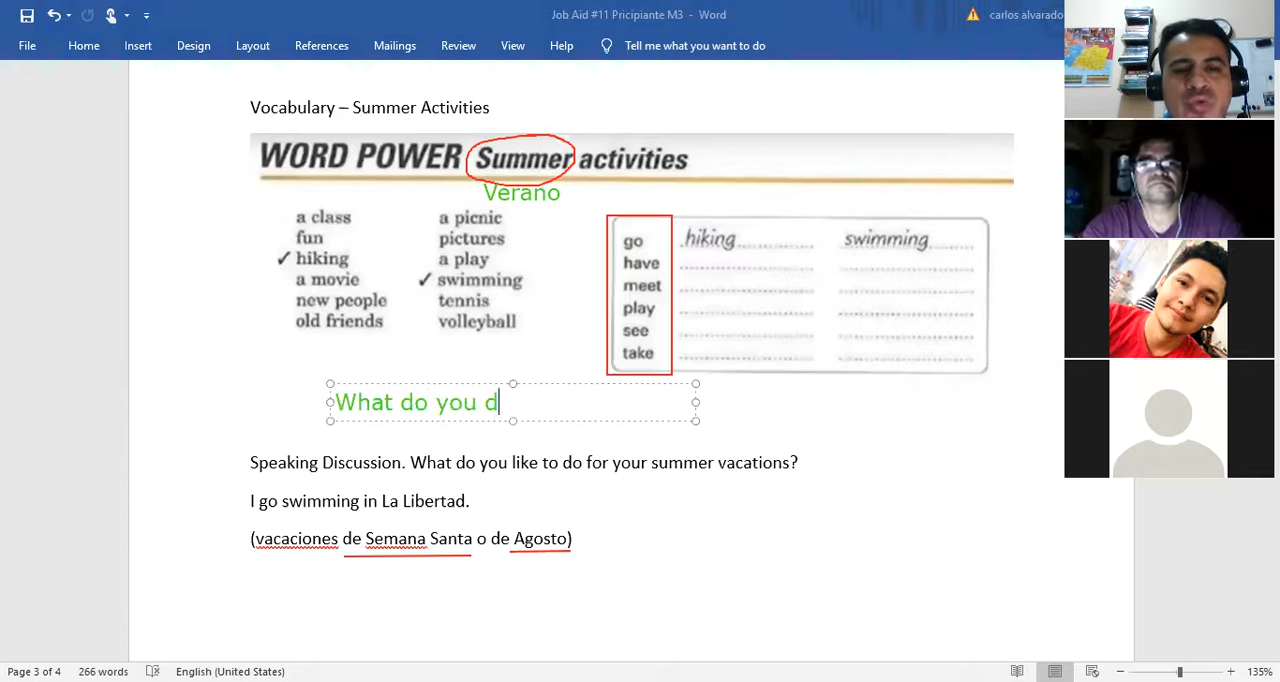 Job Aid #11 Pricipiante M3 - Word
carlos alvarado
File Home Insert Design Layout References Mailings Review View Help Tell me what you want to do
Vocabulary – Summer Activities
WORD POWER Summer activities
Verano
a class a picnic
fun pictures
✓ hiking a play
a movie ✓ swimming
new people tennis
old friends volleyball
go hiking swimming
have
meet
play
see
take
What do you d
Speaking Discussion. What do you like to do for your summer vacations?
I go swimming in La Libertad.
(vacaciones de Semana Santa o de Agosto)
Page 3 of 4 266 words English (United States) 135%